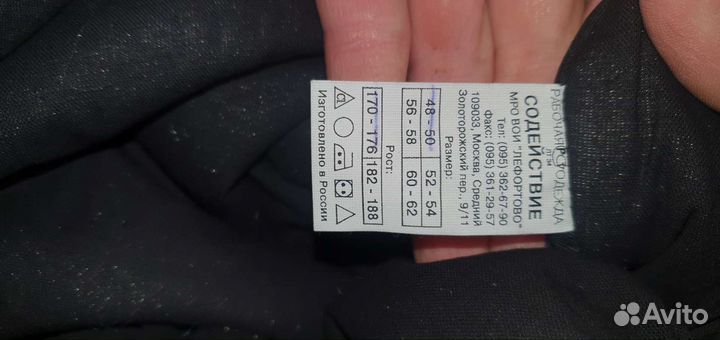 РАБОЧАЯ ОДЕЖДА
СОДЕЙСТВИЕ
МРО ВОИ "ЛЕФОРТОВО"
Тел: (095) 362-67-90
Факс: (095) 361-29-57
109033, Москва, Средний
Золоторожский пер., 9/11
Размер:
48 - 50 52 - 54
56 - 58 60 - 62
Рост:
170 - 176 182 - 188
Изготовлено в России
Avito